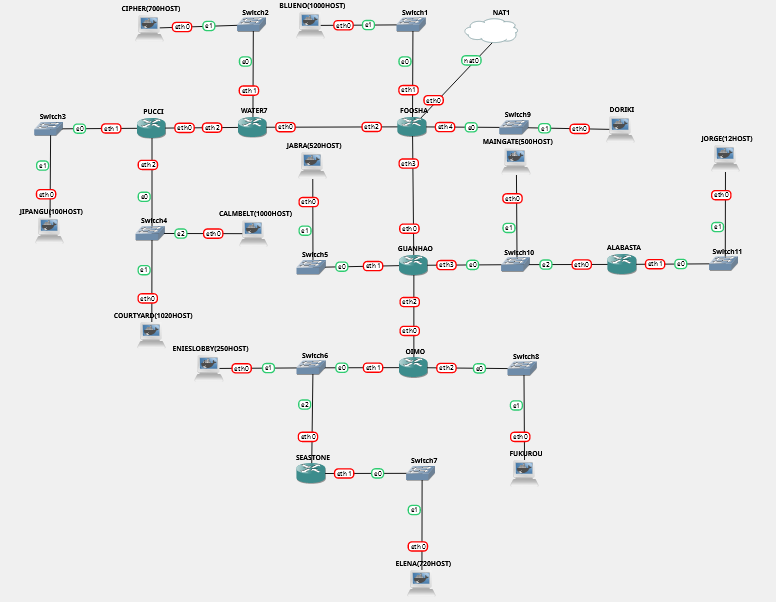 CIPHER(700HOST)
Switch2
BLUENO(1000HOST)
Switch1
NAT1
eth0
e1
eth0
e1
e0
e0
nat0
eth1
eth1
eth0
Switch3
PUCCI
WATER7
FOOSHA
Switch9
DORIKI
e0
eth1
eth0
eth2
eth0
eth2
eth4
e0
e1
eth0
JABRA(520HOST)
MAINGATE(500HOST)
JORGE(12HOST)
e1
eth2
eth3
eth0
e0
eth0
eth0
eth0
JIPANGU(100HOST)
Switch4
CALMBELT(1000HOST)
e2
eth0
e1
eth0
e1
e1
Switch5
GUANHAO
Switch10
ALABASTA
Switch11
e0
eth1
eth3
e0
e2
eth0
eth1
e0
e1
eth0
eth2
COURTYARD(1020HOST)
eth0
ENIESLOBBY(250HOST)
Switch6
OIMO
Switch8
eth0
e1
e0
eth1
eth2
e0
e2
e1
eth0
eth0
SEASTONE
Switch7
FUKUROU
eth1
e0
e1
eth0
ELENA(720HOST)